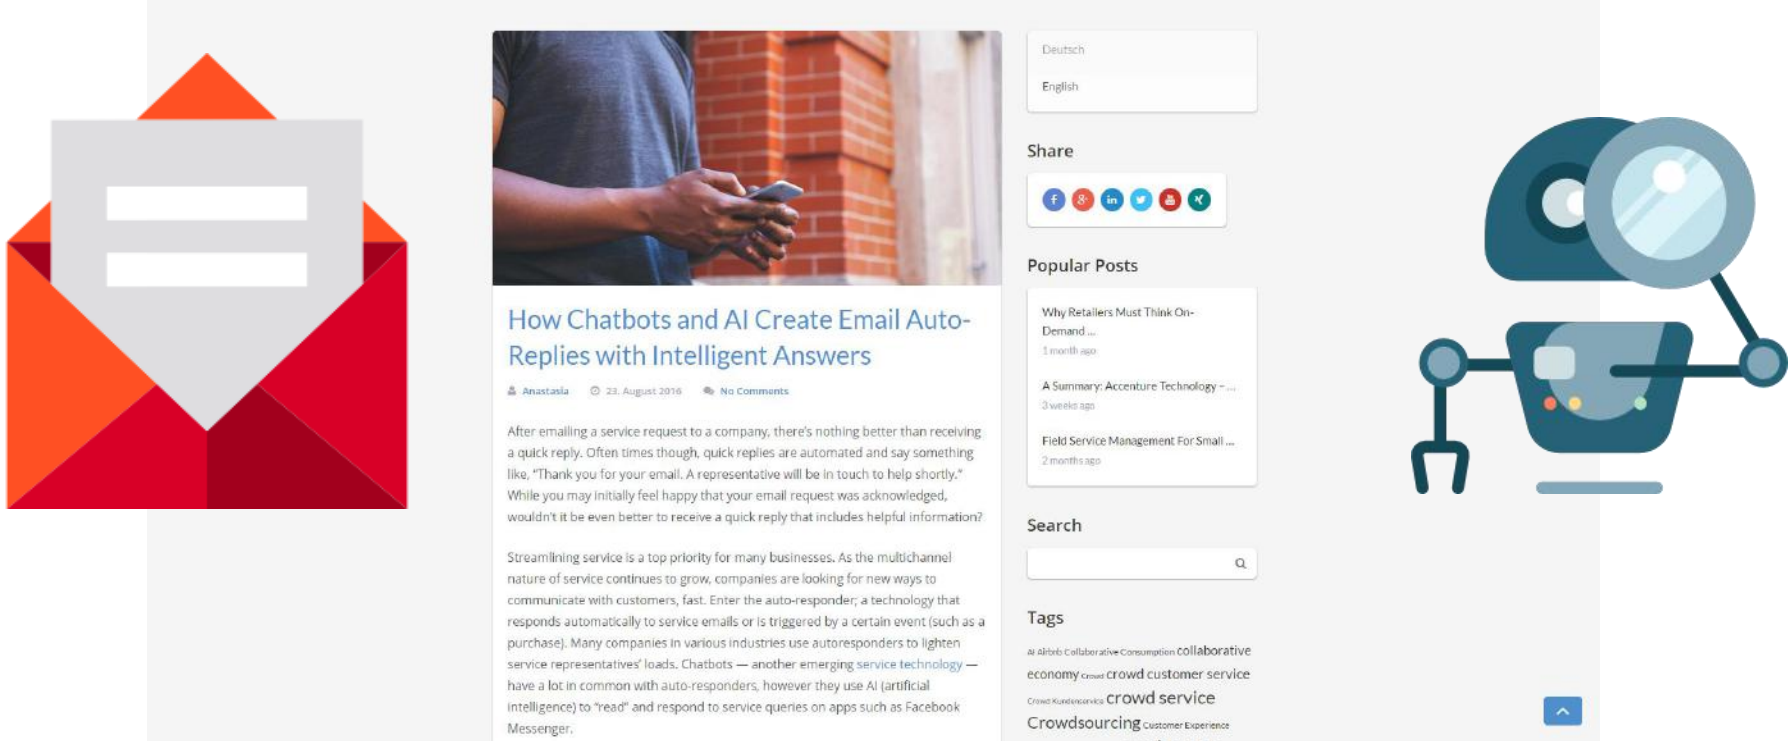 How Chatbots and AI Create Email Auto-
Replies with Intelligent Answers
Anastasia 23. August 2016 No Comments
After emailing a service request to a company, there's nothing better than receiving
a quick reply. Often times though, quick replies are automated and say something
like, "Thank you for your email. A representative will be in touch to help shortly."
While you may initially feel happy that your email request was acknowledged,
wouldn't it be even better to receive a quick reply that includes helpful information?
Streamlining service is a top priority for many businesses. As the multichannel
nature of service continues to grow, companies are looking for new ways to
communicate with customers, fast. Enter the auto-responder; a technology that
responds automatically to service emails or is triggered by a certain event (such as a
purchase). Many companies in various industries use autoresponders to lighten
service representatives' loads. Chatbots — another emerging service technology —
have a lot in common with auto-responders, however they use AI (artificial
intelligence) to "read" and respond to service queries on apps such as Facebook
Messenger.
Deutsch
English
Share
Popular Posts
Why Retailers Must Think On-
Demand ...
1 month ago
A Summary: Accenture Technology – ...
3 weeks ago
Field Service Management For Small ...
2 months ago
Search
Tags
AI Airbnb Collaborative Consumption collaborative
economy Crowd crowd customer service
Crowd Kundenservice crowd service
Crowdsourcing Customer Experience